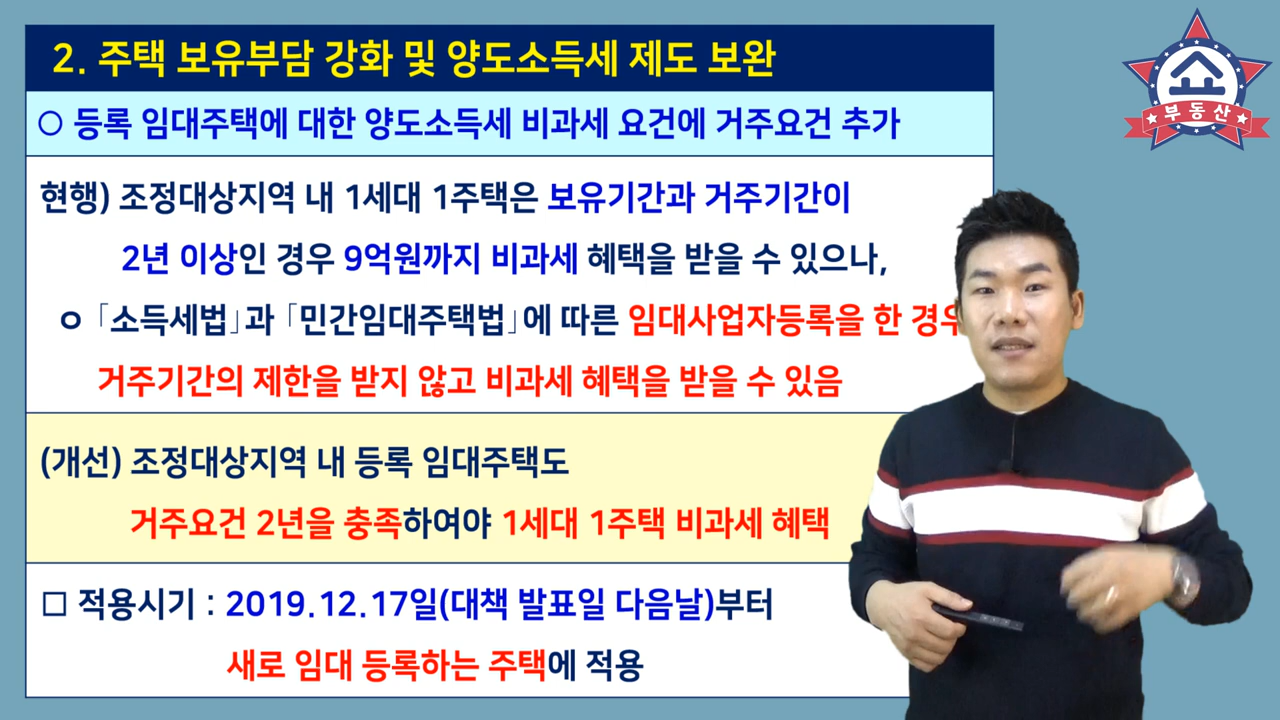 2. 주택 보유부담 강화 및 양도소득세 제도 보완
○ 등록 임대주택에 대한 양도소득세 비과세 요건에 거주요건 추가
현행) 조정대상지역 내 1세대 1주택은 보유기간과 거주기간이
2년 이상인 경우 9억원까지 비과세 혜택을 받을 수 있으나,
ㅇ「소득세법」과 「민간임대주택법」에 따른 임대사업자등록을 한 경우
거주기간의 제한을 받지 않고 비과세 혜택을 받을 수 있음
(개선) 조정대상지역 내 등록 임대주택도
거주요건 2년을 충족하여야 1세대 1주택 비과세 혜택
□ 적용시기 : 2019.12.17일(대책 발표일 다음날)부터
새로 임대 등록하는 주택에 적용
쇼
부동산